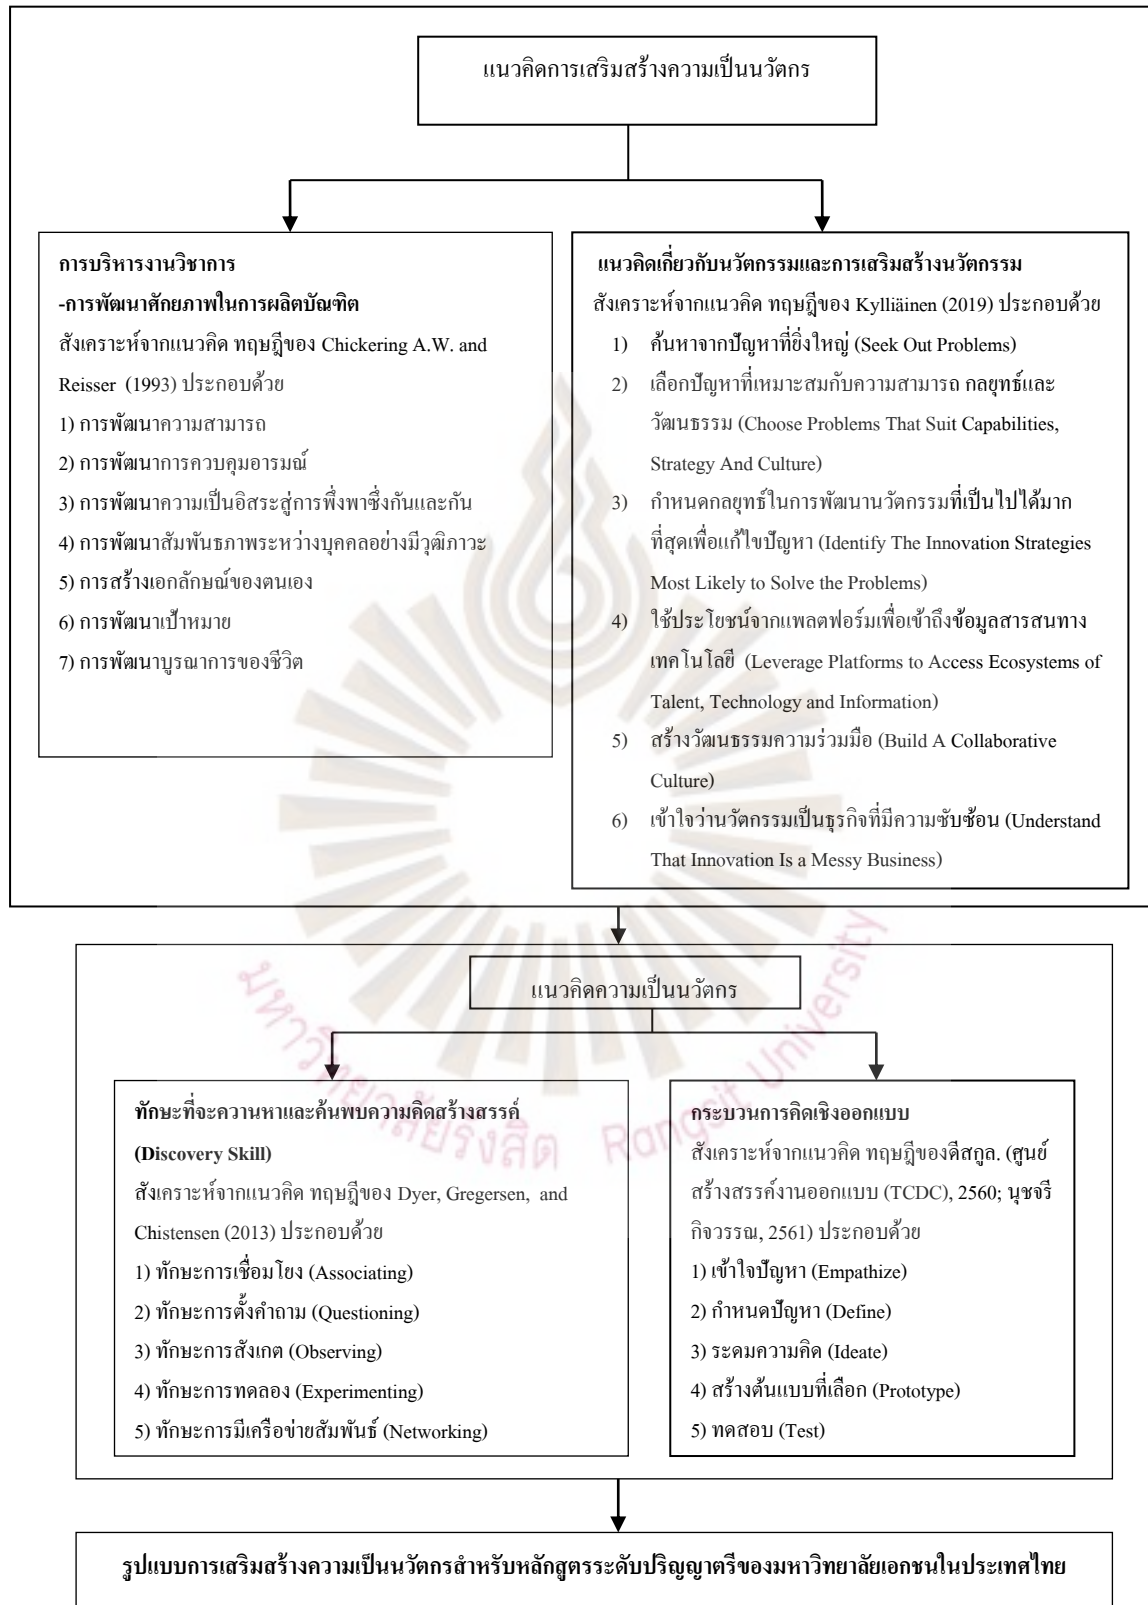 แนวคิดการเสริมสร้างความเป็นนวัตกร
การบริหารงานวิชาการ
-การพัฒนาศักยภาพในการผลิตบัณฑิต
สังเคราะห์จากแนวคิด ทฤษฎีของ Chickering A.W. and
Reisser (1993) ประกอบด้วย
1) การพัฒนาความสามารถ
2) การพัฒนาการควบคุมอารมณ์
3) การพัฒนาความเป็นอิสระสู่การพึ่งพาซึ่งกันและกัน
4) การพัฒนาสัมพันธภาพระหว่างบุคคลอย่างมีวุฒิภาวะ
5) การสร้างเอกลักษณ์ของตนเอง
6) การพัฒนาเป้าหมาย
7) การพัฒนาบูรณาการของชีวิต
แนวคิดเกี่ยวกับนวัตกรรมและการเสริมสร้างนวัตกรรม
สังเคราะห์จากแนวคิด ทฤษฎีของ Kylliäinen (2019) ประกอบด้วย
1) ค้นหาจากปัญหาที่ยิ่งใหญ่ (Seek Out Problems)
2) เลือกปัญหาที่เหมาะสมกับความสามารถ กลยุทธ์และ
วัฒนธรรม (Choose Problems That Suit Capabilities,
Strategy And Culture)
3) กำหนดกลยุทธ์ในการพัฒนานวัตกรรมที่เป็นไปได้มาก
ที่สุดเพื่อแก้ไขปัญหา (Identify The Innovation Strategies
Most Likely to Solve the Problems)
4) ใช้ประโยชน์จากแพลตฟอร์มเพื่อเข้าถึงข้อมูลสารสนทาง
เทคโนโลยี (Leverage Platforms to Access Ecosystems of
Talent, Technology and Information)
5) สร้างวัฒนธรรมความร่วมมือ (Build A Collaborative
Culture)
6) เข้าใจว่านวัตกรรมเป็นธุรกิจที่มีความซับซ้อน (Understand
That Innovation Is a Messy Business)
แนวคิดความเป็นนวัตกร
ทักษะที่จะควานหาและค้นพบความคิดสร้างสรรค์
(Discovery Skill)
สังเคราะห์จากแนวคิด ทฤษฎีของ Dyer, Gregersen, and
Chistensen (2013) ประกอบด้วย
1) ทักษะการเชื่อมโยง (Associating)
2) ทักษะการตั้งคำถาม (Questioning)
3) ทักษะการสังเกต (Observing)
4) ทักษะการทดลอง (Experimenting)
5) ทักษะการมีเครือข่ายสัมพันธ์ (Networking)
กระบวนการคิดเชิงออกแบบ
สังเคราะห์จากแนวคิด ทฤษฎีของดีสกูล. (ศูนย์
สร้างสรรค์งานออกแบบ (TCDC), 2560; นุชจรี
กิจวรรณ, 2561) ประกอบด้วย
1) เข้าใจปัญหา (Empathize)
2) กำหนดปัญหา (Define)
3) ระดมความคิด (Ideate)
4) สร้างต้นแบบที่เลือก (Prototype)
5) ทดสอบ (Test)
มหาวิทยาลัยรังสิต Rangsit University
รูปแบบการเสริมสร้างความเป็นนวัตกรสำหรับหลักสูตรระดับปริญญาตรีของมหาวิทยาลัยเอกชนในประเทศไทย